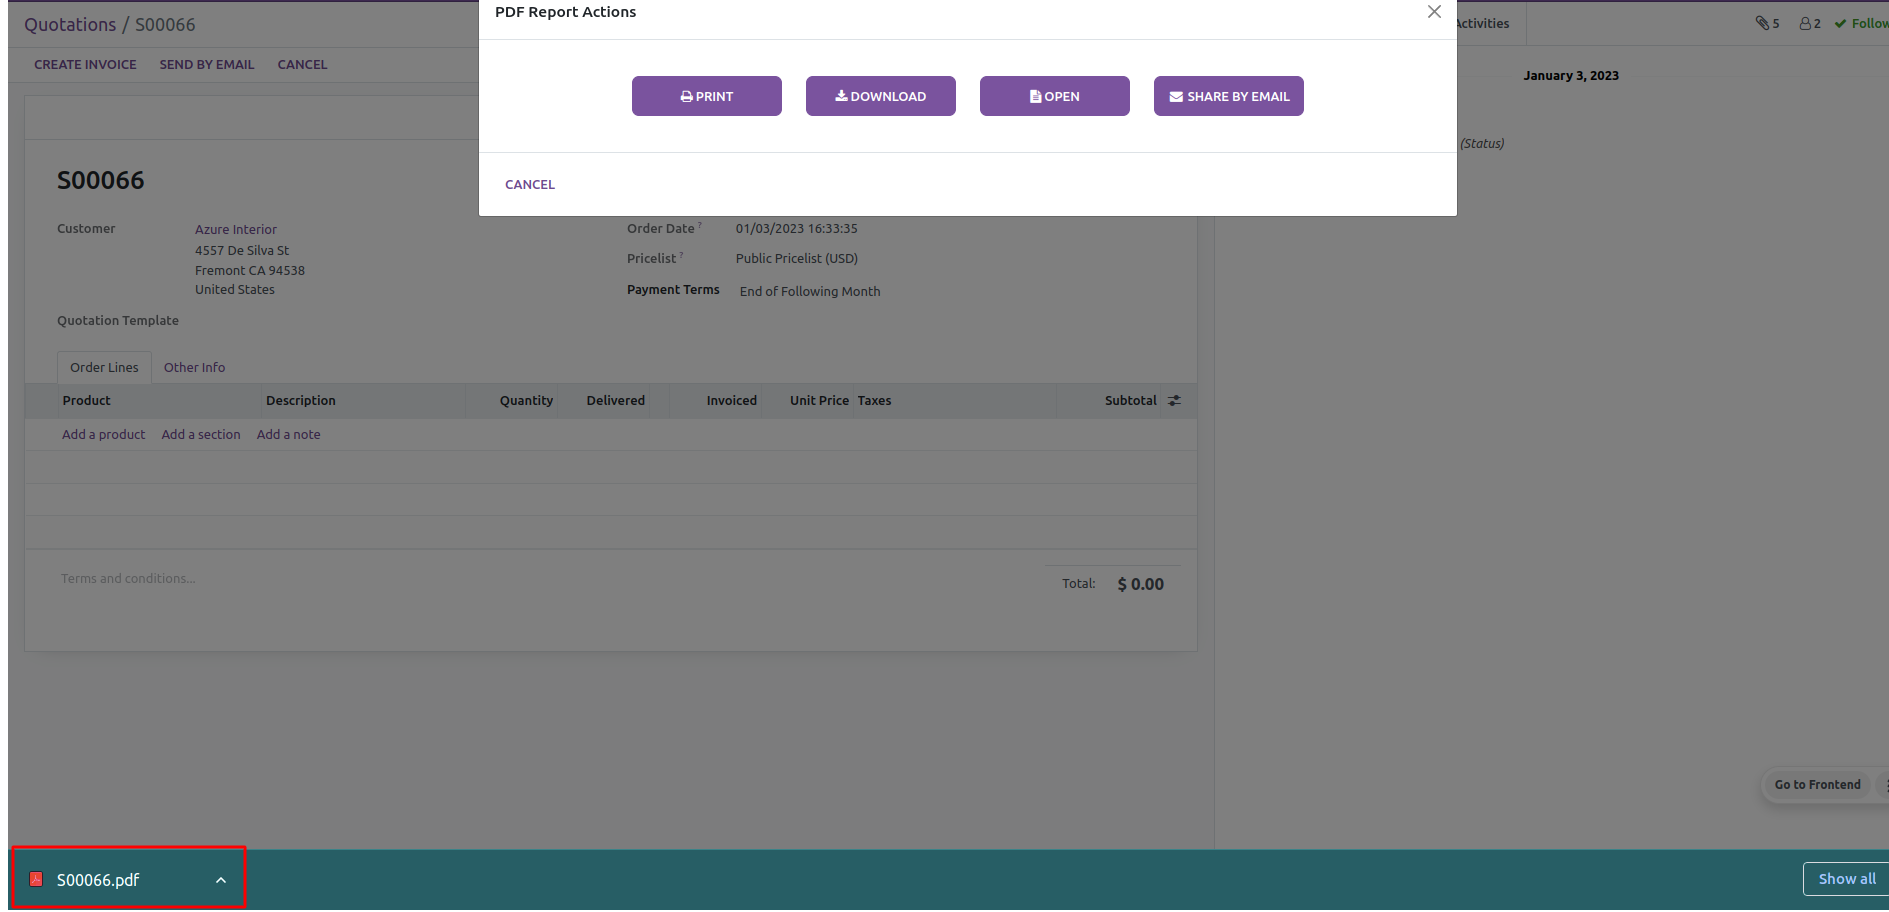 PDF Report Actions
Quotations / S00066
Activities
5
2
January 3, 2023
CREATE INVOICE SEND BY EMAIL CANCEL
PRINT DOWNLOAD OPEN SHARE BY EMAIL
(Status)
CANCEL
S00066
Customer
Azure Interior
4557 De Silva St
Fremont CA 94538
United States
Order Date ? 01/03/2023 16:33:35
Pricelist ? Public Pricelist (USD)
Payment Terms End of Following Month
Quotation Template
Order Lines Other Info
Product Description Quantity Delivered Invoiced Unit Price Taxes Subtotal
Add a product Add a section Add a note
Terms and conditions...
Total: $ 0.00
Go to Frontend
S00066.pdf
Show all